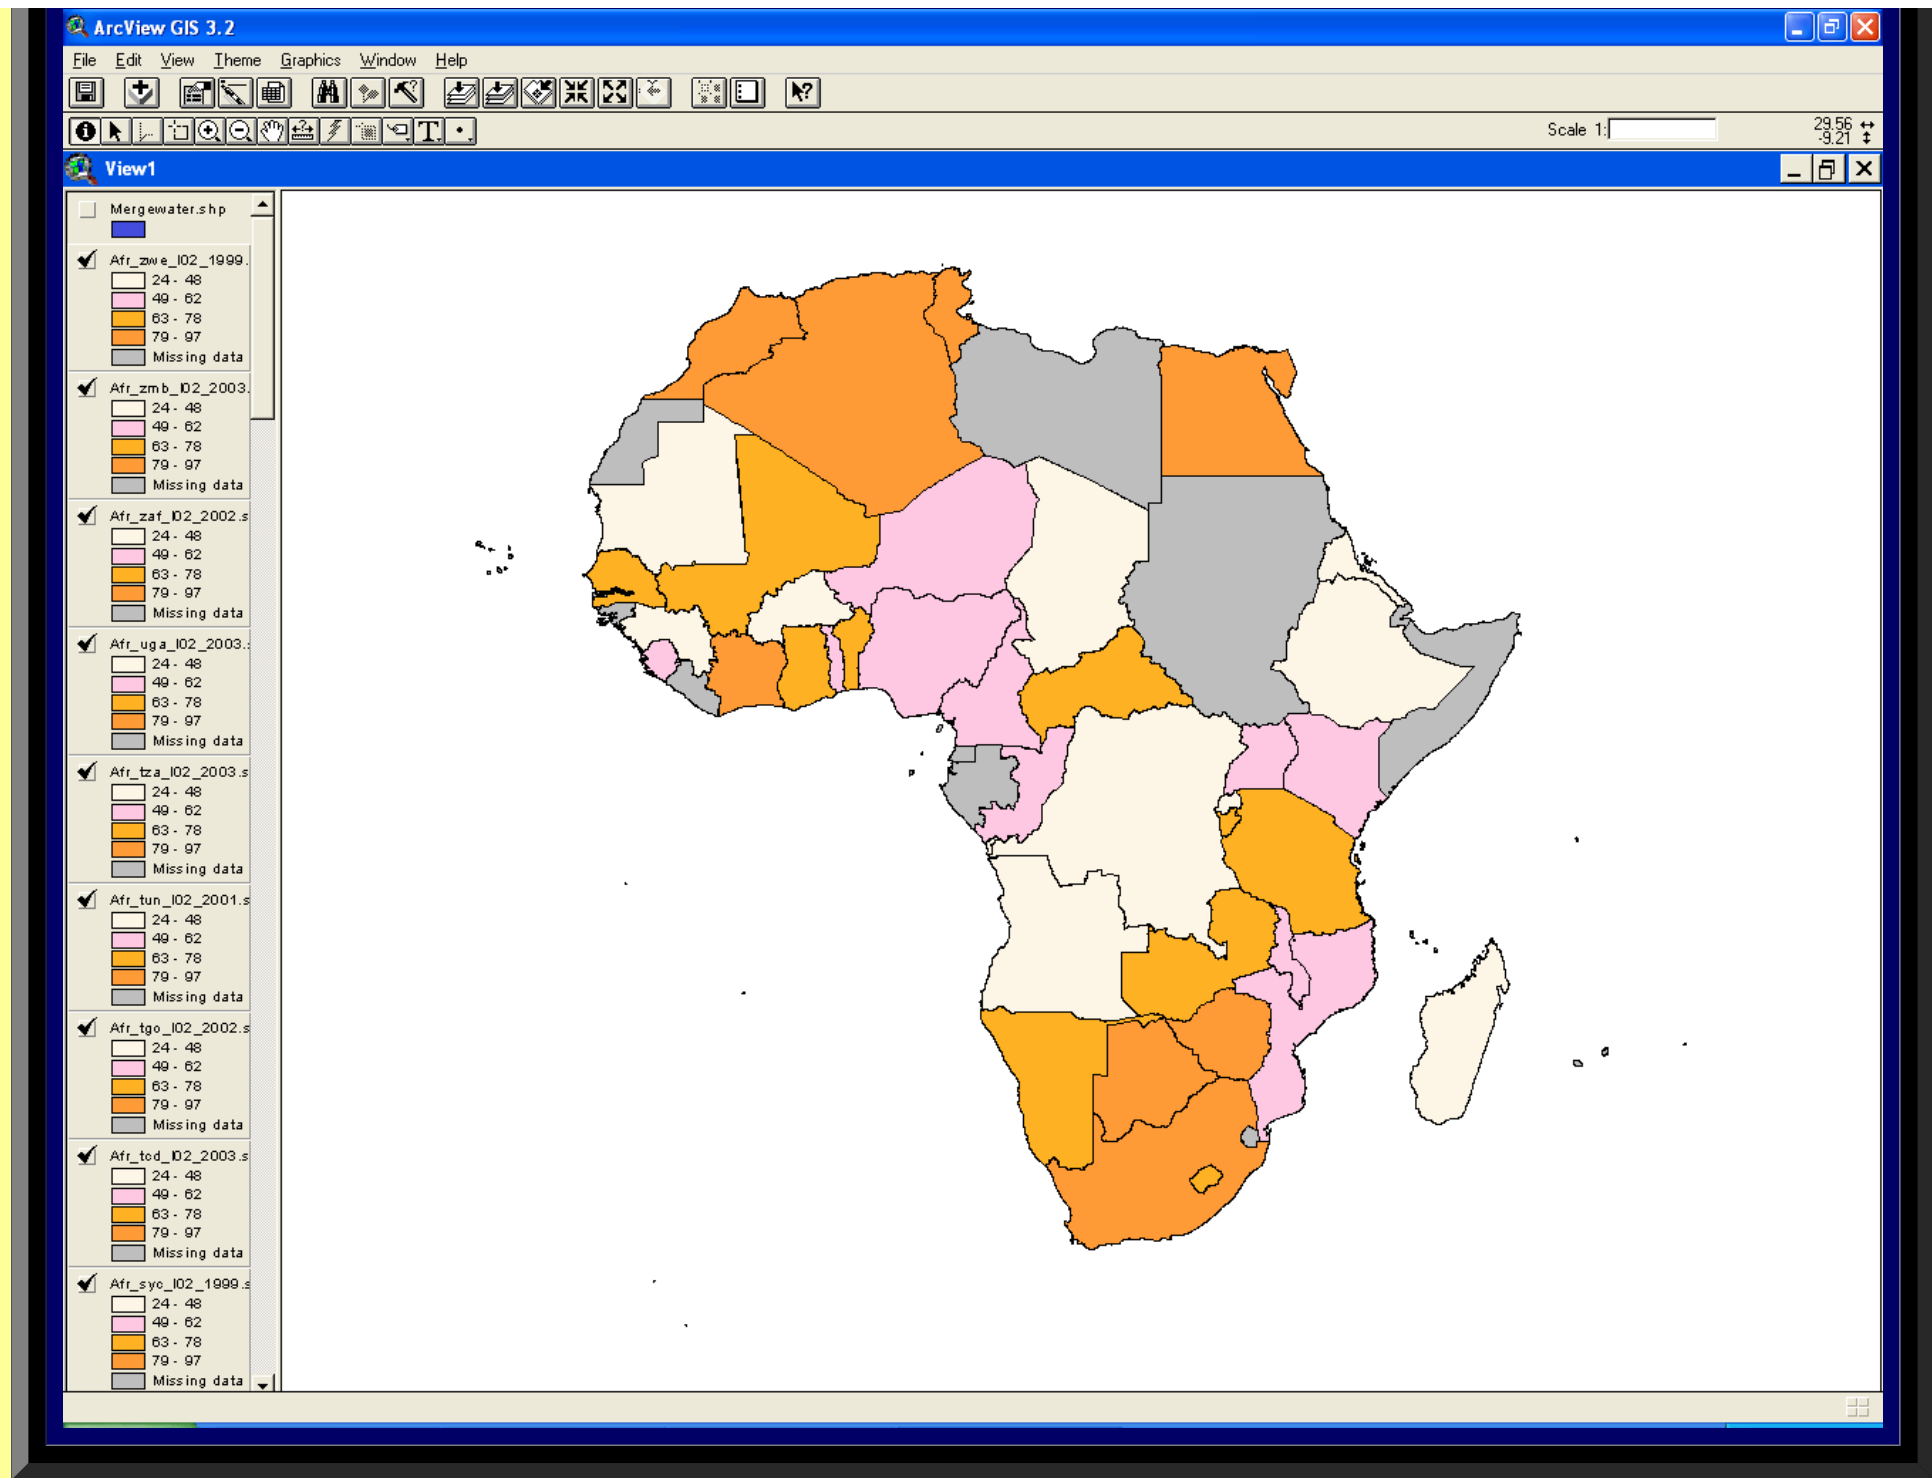 ArcView GIS 3.2
File Edit View Theme Graphics Window Help
Scale 1:
29.56
-9.21
View1
Mergewater.shp
Afr_zwe_l02_1999.
24 - 48
49 - 62
63 - 78
79 - 97
Missing data
Afr_zmb_l02_2003.
24 - 48
49 - 62
63 - 78
79 - 97
Missing data
Afr_zaf_l02_2002.s
24 - 48
49 - 62
63 - 78
79 - 97
Missing data
Afr_uga_l02_2003.:
24 - 48
49 - 62
63 - 78
79 - 97
Missing data
Afr_tza_l02_2003.s
24 - 48
49 - 62
63 - 78
79 - 97
Missing data
Afr_tun_l02_2001.s
24 - 48
49 - 62
63 - 78
79 - 97
Missing data
Afr_tgo_l02_2002.s
24 - 48
49 - 62
63 - 78
79 - 97
Missing data
Afr_tcd_l02_2003.s
24 - 48
49 - 62
63 - 78
79 - 97
Missing data
Afr_syc_l02_1999.s
24 - 48
49 - 62
63 - 78
79 - 97
Missing data